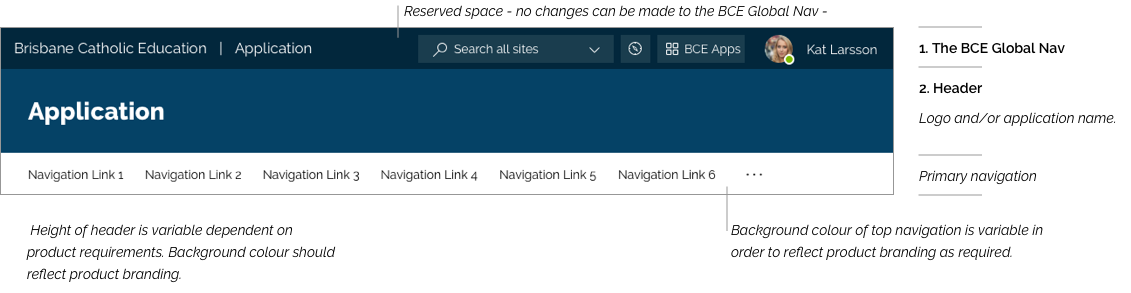 Reserved space - no changes can be made to the BCE Global Nav -
Brisbane Catholic Education | Application
Search all sites
BCE Apps
Kat Larsson
1. The BCE Global Nav
Application
2. Header
Logo and/or application name.
Navigation Link 1 Navigation Link 2 Navigation Link 3 Navigation Link 4 Navigation Link 5 Navigation Link 6 ...
Primary navigation
Height of header is variable dependent on
product requirements. Background colour should
reflect product branding.
Background colour of top navigation is variable in
order to reflect product branding as required.